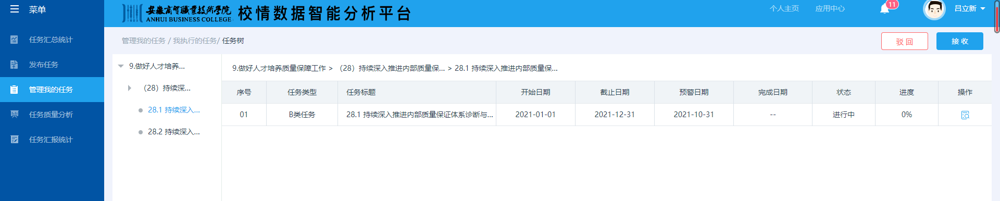 菜单
安徽商贸职业技术学院
ANHUI BUSINESS COLLEGE
校情数据智能分析平台
个人主页
应用中心
11
吕立新
任务汇总统计
发布任务
管理我的任务
任务质量分析
任务汇报统计
管理我的任务 / 我执行的任务/ 任务树
驳回
接收
9.做好人才培养...
（28）持续深...
28.1 持续深入...
28.2 持续深入...
9.做好人才培养质量保障工作 > （28）持续深入推进内部质量保... > 28.1 持续深入推进内部质量保...
序号 任务类型 任务标题 开始日期 截止日期 预警日期 完成日期 状态 进度 操作
01 B类任务 28.1 持续深入推进内部质量保证体系诊断与... 2021-01-01 2021-12-31 2021-10-31 -- 进行中 0%